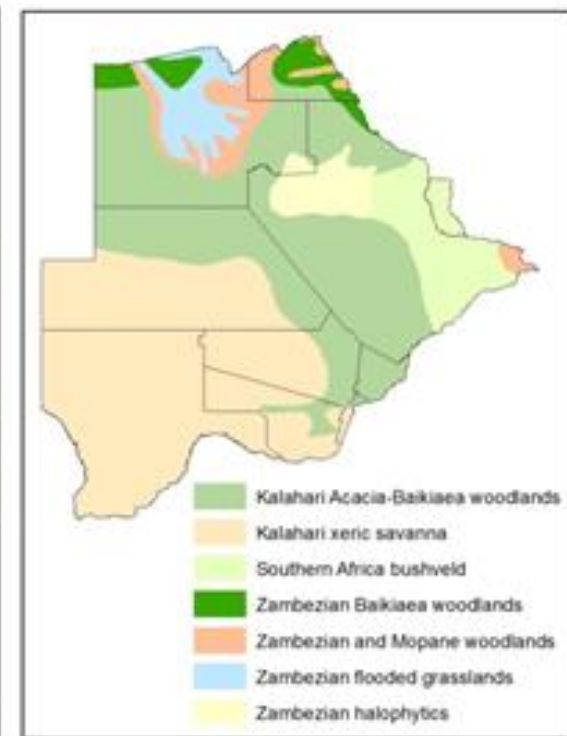 Kalahari Acacia-Baikiaea woodlands
Kalahari xeric savanna
Southern Africa bushveld
Zambezian Baikiaea woodlands
Zambezian and Mopane woodlands
Zambezian flooded grasslands
Zambezian halophytics